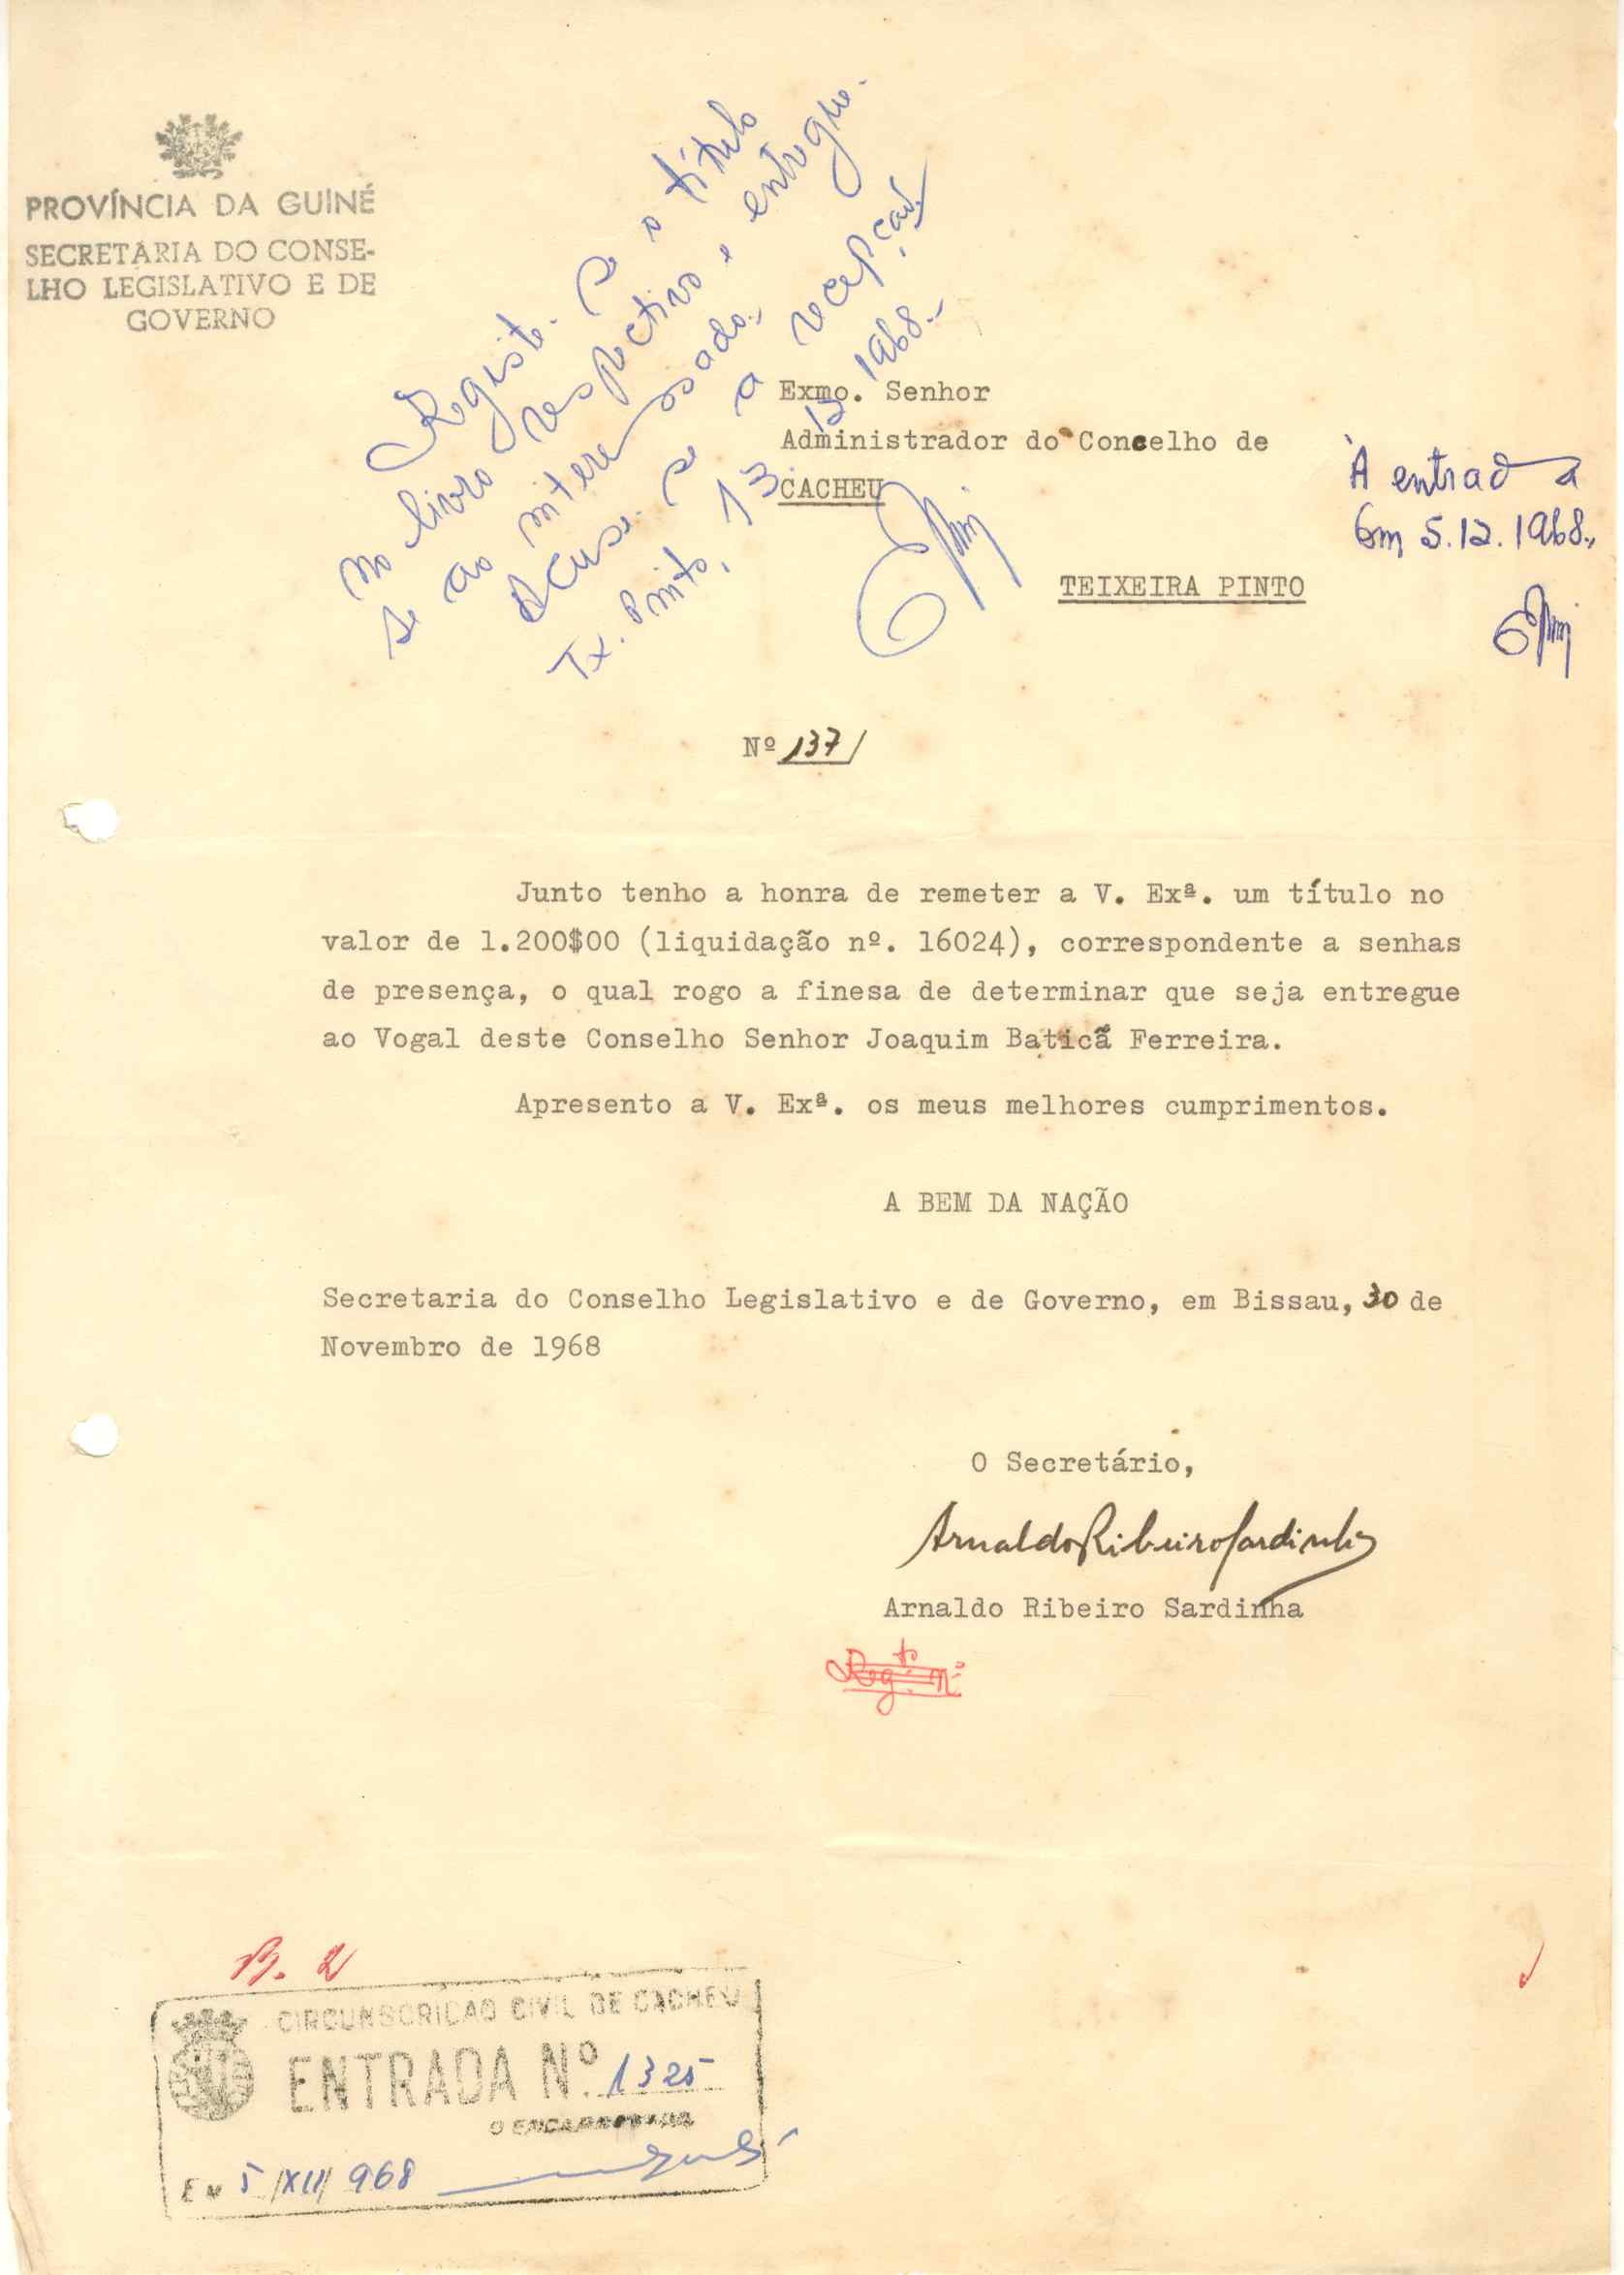 PROVÍNCIA DA GUINÉ
SECRETARIA DO CONSE-
LHO LEGISLATIVO E DE
GOVERNO
Registe-se o título
no livro respectivo e entregue-
se ao interessado.
Acuse-se a recepção.
Tx. Pinto, 13.12.1968.
Exmo. Senhor
Administrador do Concelho de
CACHEU
TEIXEIRA PINTO
À entrada
Em 5.12.1968.
Nº 137/
Junto tenho a honra de remeter a V. Exª. um título no
valor de 1.200$00 (liquidação nº. 16024), correspondente a senhas
de presença, o qual rogo a finesa de determinar que seja entregue
ao Vogal deste Conselho Senhor Joaquim Baticã Ferreira.
Apresento a V. Exª. os meus melhores cumprimentos.
A BEM DA NAÇÃO
Secretaria do Conselho Legislativo e de Governo, em Bissau, 30 de
Novembro de 1968
O Secretário,
Arnaldo Ribeiro Sardinha
Arnaldo Ribeiro Sardinha
Regto. nº
B. 2
CIRCUNSCRICAO CIVIL DE CACHEU
ENTRADA Nº. 1325
O ENCARREGADO
EM 5/XII/968